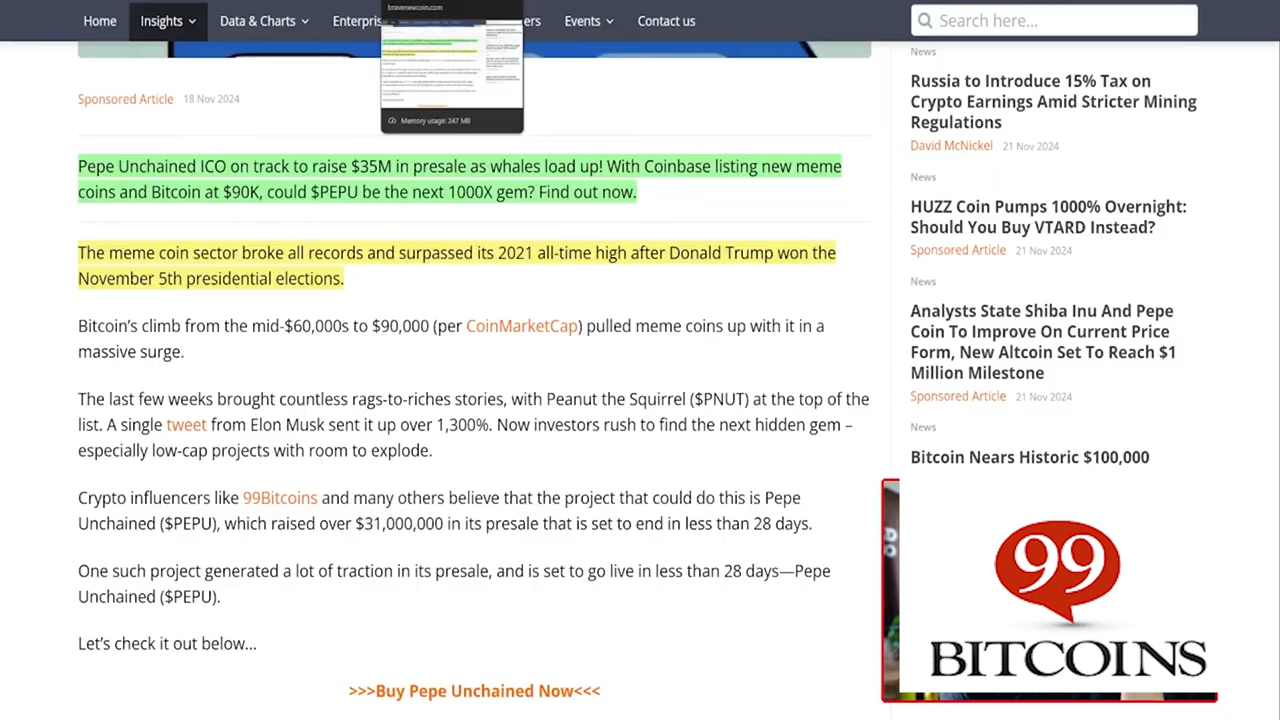 Home Insights Data & Charts Enterpris ers Events Contact us
Search here...
bravenewcoin.com
Memory usage: 247 MB
Sponsored Article 18 Nov, 2024
Pepe Unchained ICO on track to raise $35M in presale as whales load up! With Coinbase listing new meme
coins and Bitcoin at $90K, could $PEPU be the next 1000X gem? Find out now.
The meme coin sector broke all records and surpassed its 2021 all-time high after Donald Trump won the
November 5th presidential elections.
Bitcoin’s climb from the mid-$60,000s to $90,000 (per CoinMarketCap) pulled meme coins up with it in a
massive surge.
The last few weeks brought countless rags-to-riches stories, with Peanut the Squirrel ($PNUT) at the top of the
list. A single tweet from Elon Musk sent it up over 1,300%. Now investors rush to find the next hidden gem –
especially low-cap projects with room to explode.
Crypto influencers like 99Bitcoins and many others believe that the project that could do this is Pepe
Unchained ($PEPU), which raised over $31,000,000 in its presale that is set to end in less than 28 days.
One such project generated a lot of traction in its presale, and is set to go live in less than 28 days—Pepe
Unchained ($PEPU).
Let’s check it out below...
>>>Buy Pepe Unchained Now<<<
News
Russia to Introduce 15% Tax on
Crypto Earnings Amid Stricter Mining
Regulations
David McNickel 21 Nov 2024
News
HUZZ Coin Pumps 1000% Overnight:
Should You Buy VTARD Instead?
Sponsored Article 21 Nov 2024
News
Analysts State Shiba Inu And Pepe
Coin To Improve On Current Price
Form, New Altcoin Set To Reach $1
Million Milestone
Sponsored Article 21 Nov 2024
News
Bitcoin Nears Historic $100,000
99
BITCOINS